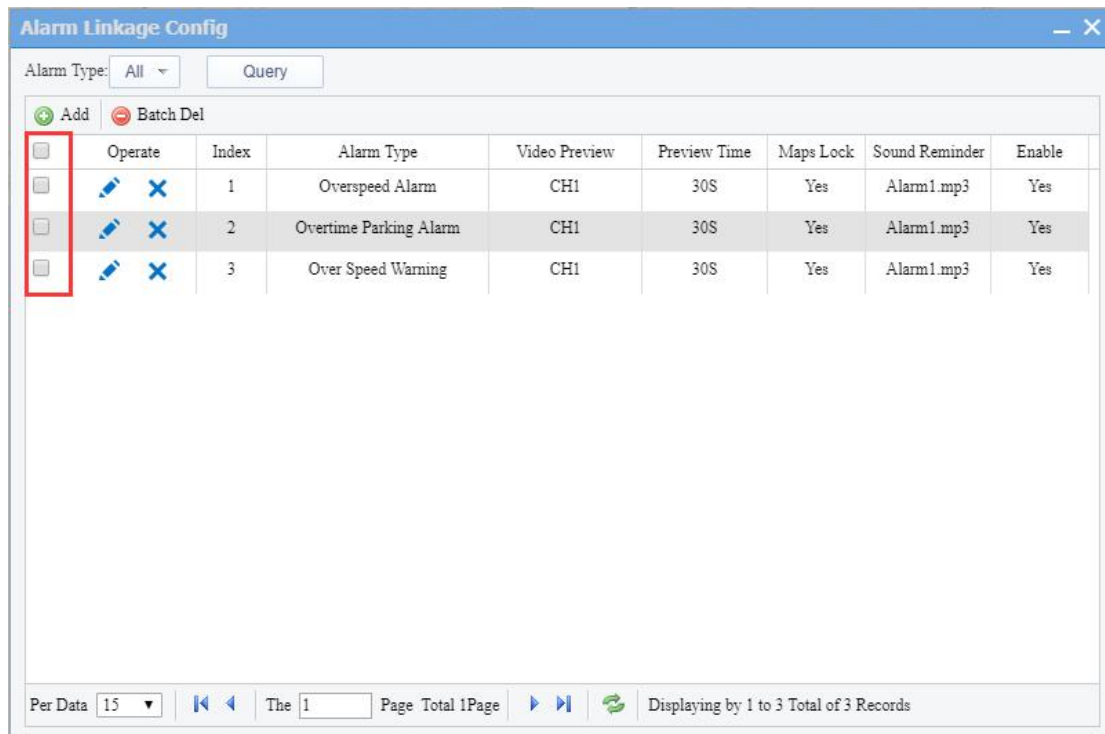 Alarm Linkage Config
Alarm Type: All Query
Add Batch Del
Operate Index Alarm Type Video Preview Preview Time Maps Lock Sound Reminder Enable
1 Overspeed Alarm CH1 30S Yes Alarm1.mp3 Yes
2 Overtime Parking Alarm CH1 30S Yes Alarm1.mp3 Yes
3 Over Speed Warning CH1 30S Yes Alarm1.mp3 Yes
Per Data 15 The 1 Page Total 1Page Displaying by 1 to 3 Total of 3 Records